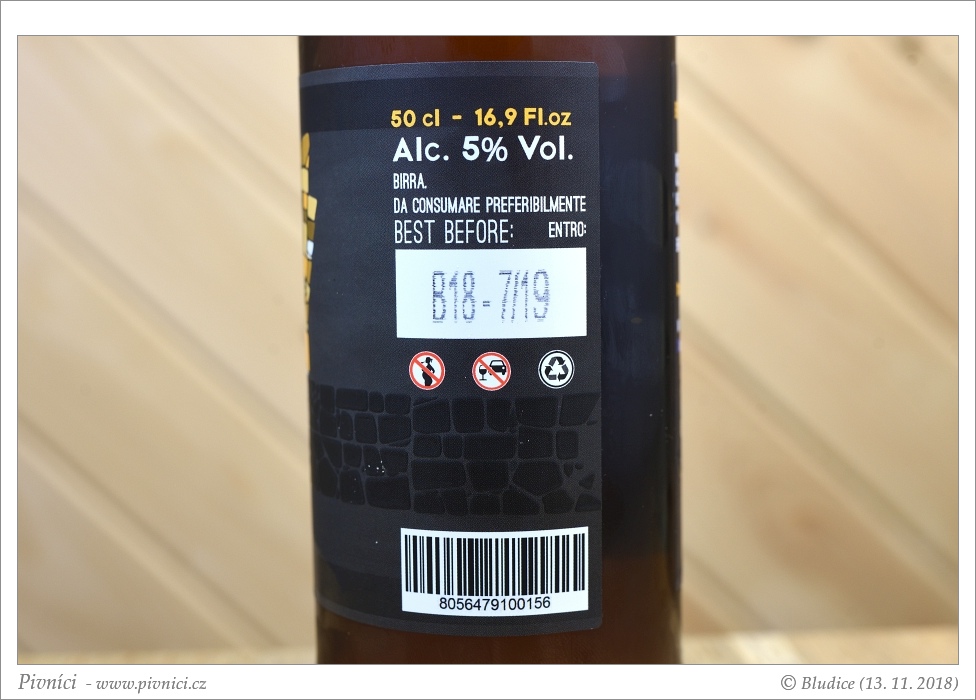 50 cl - 16,9 Fl.oz
Alc. 5% Vol.
BIRRA.
DA CONSUMARE PREFERIBILMENTE
BEST BEFORE: ENTRO:
B18-7/19
8056479100156
Pivníci - www.pivnici.cz
© Bludice (13. 11. 2018)